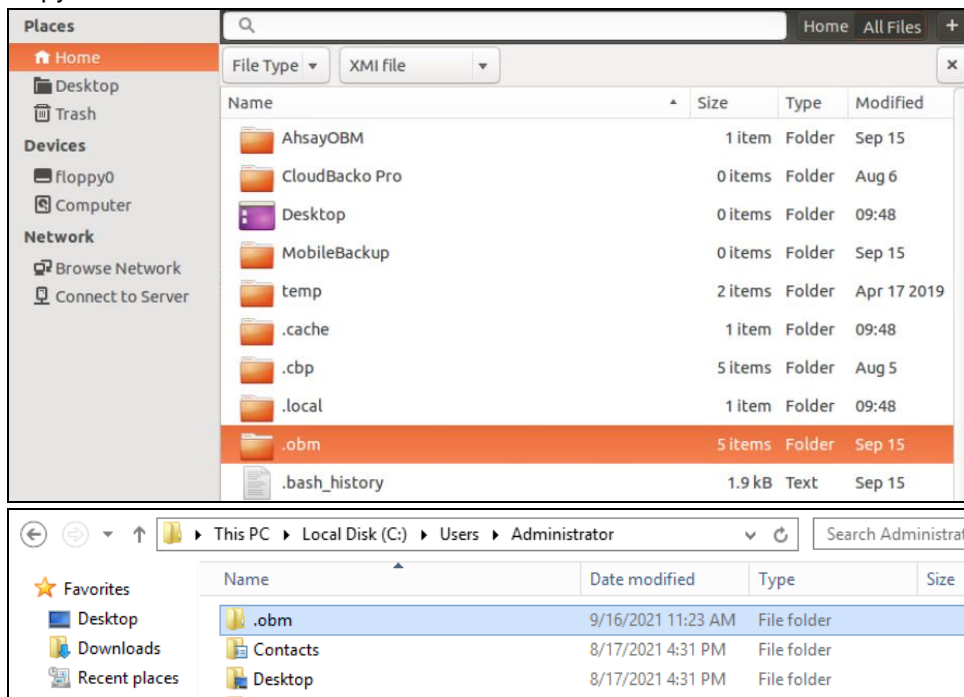 Places
Home
Desktop
Trash
Devices
floppy0
Computer
Network
Browse Network
Connect to Server
Home All Files +
File Type XMI file
Name Size Type Modified
AhsayOBM 1 item Folder Sep 15
CloudBacko Pro 0 items Folder Aug 6
Desktop 0 items Folder 09:48
MobileBackup 0 items Folder Sep 15
temp 2 items Folder Apr 17 2019
.cache 1 item Folder 09:48
.cbp 5 items Folder Aug 5
.local 1 item Folder 09:48
.obm 5 items Folder Sep 15
.bash_history 1.9 kB Text Sep 15
This PC Local Disk (C:) Users Administrator
Search Administrat
Favorites
Desktop
Downloads
Recent places
Name Date modified Type Size
.obm 9/16/2021 11:23 AM File folder
Contacts 8/17/2021 4:31 PM File folder
Desktop 8/17/2021 4:31 PM File folder